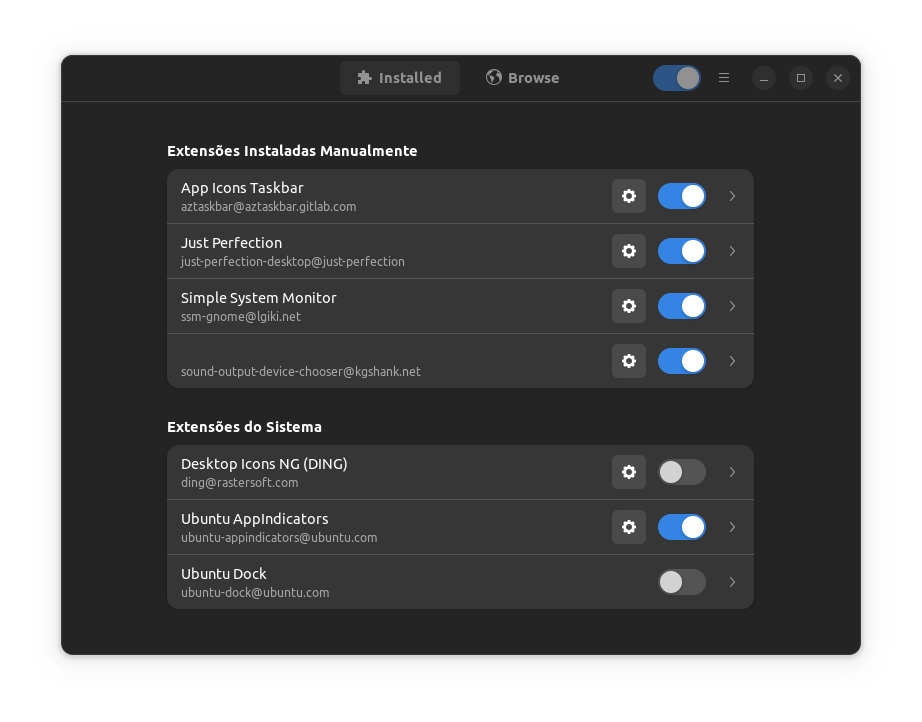 Installed
Browse
Extensões Instaladas Manualmente
App Icons Taskbar
aztaskbar@aztaskbar.gitlab.com
Just Perfection
just-perfection-desktop@just-perfection
Simple System Monitor
ssm-gnome@lgiki.net
sound-output-device-chooser@kgshank.net
Extensões do Sistema
Desktop Icons NG (DING)
ding@rastersoft.com
Ubuntu AppIndicators
ubuntu-appindicators@ubuntu.com
Ubuntu Dock
ubuntu-dock@ubuntu.com